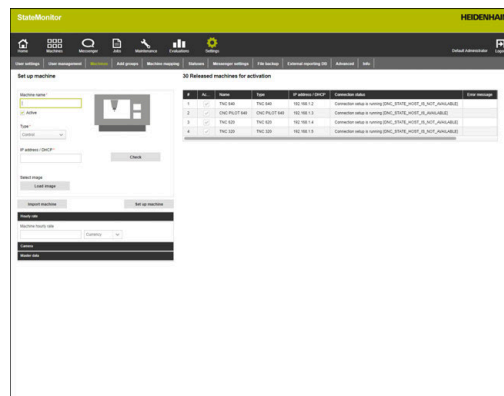 StateMonitor
HEIDENHAIN
Home
Machines
Messenger
Jobs
Maintenance
Evaluations
Settings
Default Administrator
User settings
User management
Machines
Add groups
Machine mapping
Statuses
Messenger settings
File backup
External reporting DB
Advanced
Info
Set up machine
30 Released machines for activation
Machine name *
Active
Type *
Control
IP address / DHCP *
Check
Select image
Load image
Import machine
Set up machine
Hourly rate
Machine hourly rate
Currency
Camera
Master data
# Ac... Name Type IP address / DHCP Connection status Error message
1 TNC 640 TNC 640 192.168.1.2 Connection setup is running [DNC_STATE_HOST_IS_NOT_AVAILABLE]
2 CNC PILOT 640 CNC PILOT 640 192.168.1.3 Connection setup is running [DNC_STATE_HOST_IS_NOT_AVAILABLE]
3 TNC 620 TNC 620 192.168.1.4 Connection setup is running [DNC_STATE_HOST_IS_NOT_AVAILABLE]
4 TNC 320 TNC 320 192.168.1.5 Connection setup is running [DNC_STATE_HOST_IS_NOT_AVAILABLE]